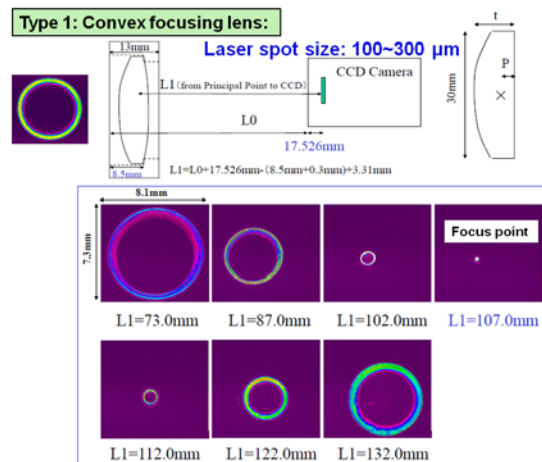 Type 1: Convex focusing lens:
Laser spot size: 100~300 μm
13mm
L1(from Principal Point to CCD)
CCD Camera
L0
17.526mm
8.5mm
L1=L0+17.526mm-(8.5mm+0.3mm)+3.31mm
t
P
30mm
8.1mm
7.3mm
Focus point
L1=73.0mm
L1=87.0mm
L1=102.0mm
L1=107.0mm
L1=112.0mm
L1=122.0mm
L1=132.0mm